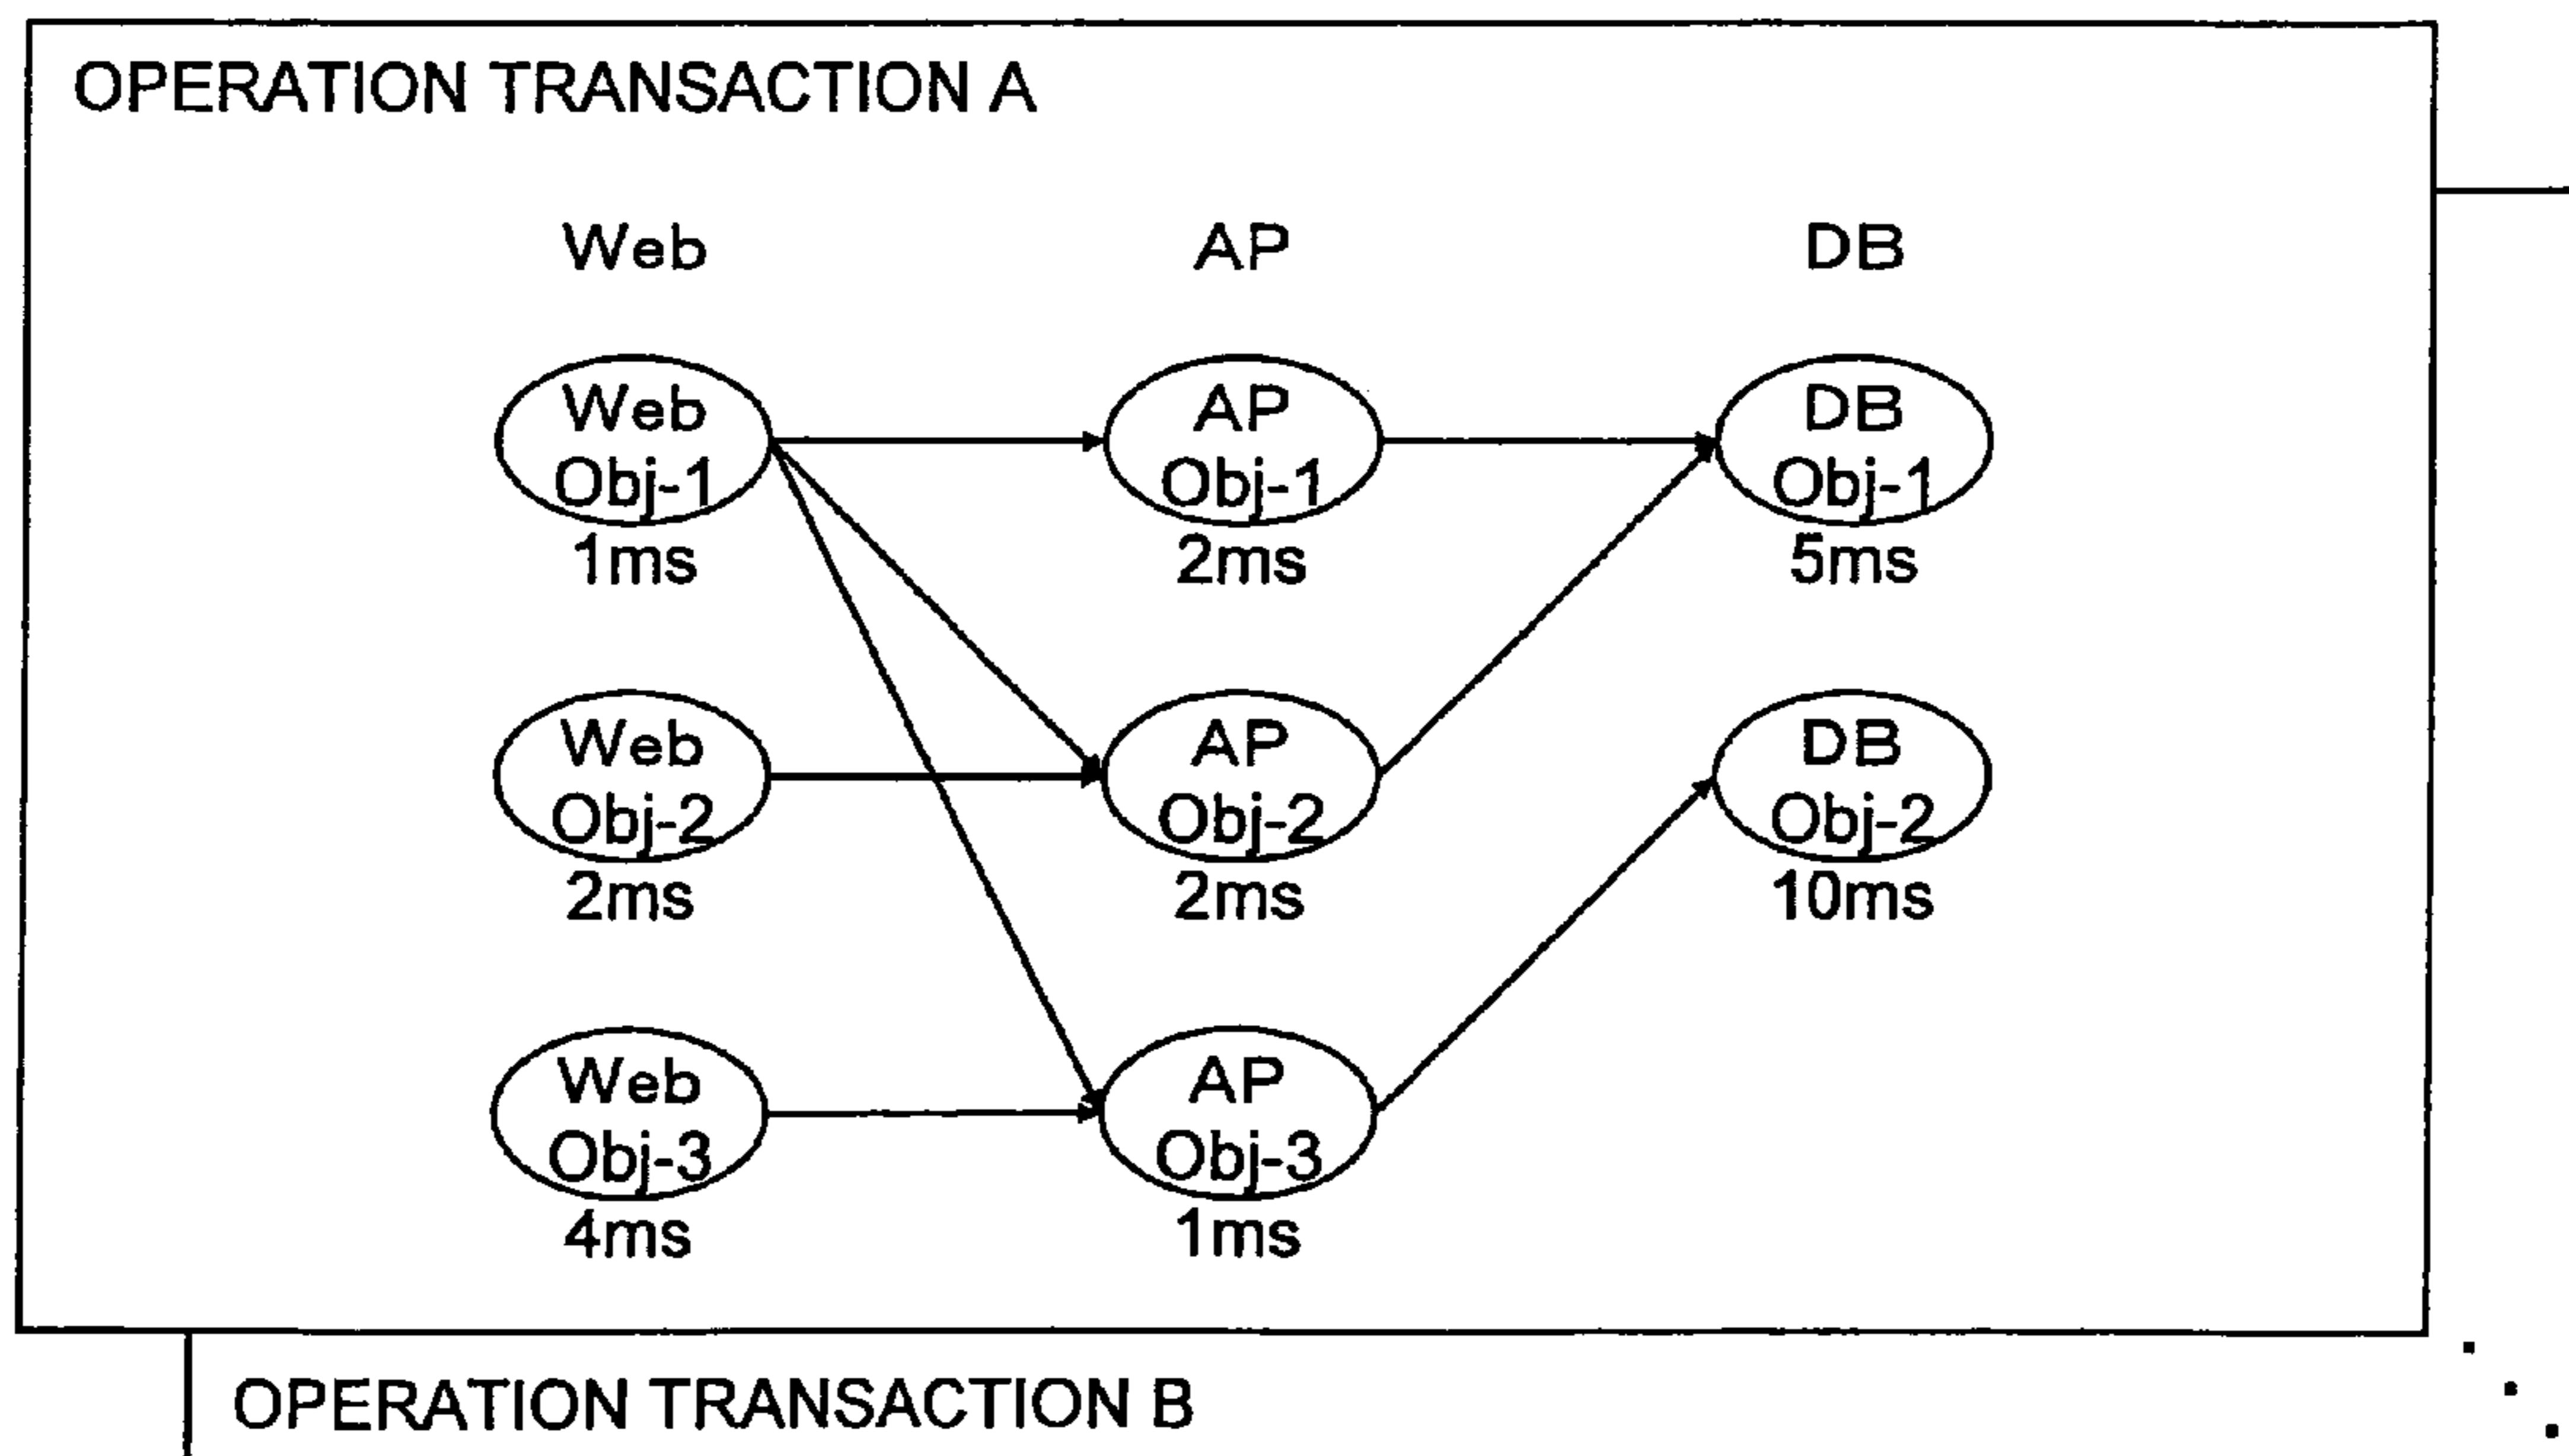 OPERATION TRANSACTION A
Web AP DB
Web AP DB
Obj-1 Obj-1 Obj-1
1ms 2ms 5ms
Web AP DB
Obj-2 Obj-2 Obj-2
2ms 2ms 10ms
Web AP
Obj-3 Obj-3
4ms 1ms
OPERATION TRANSACTION B